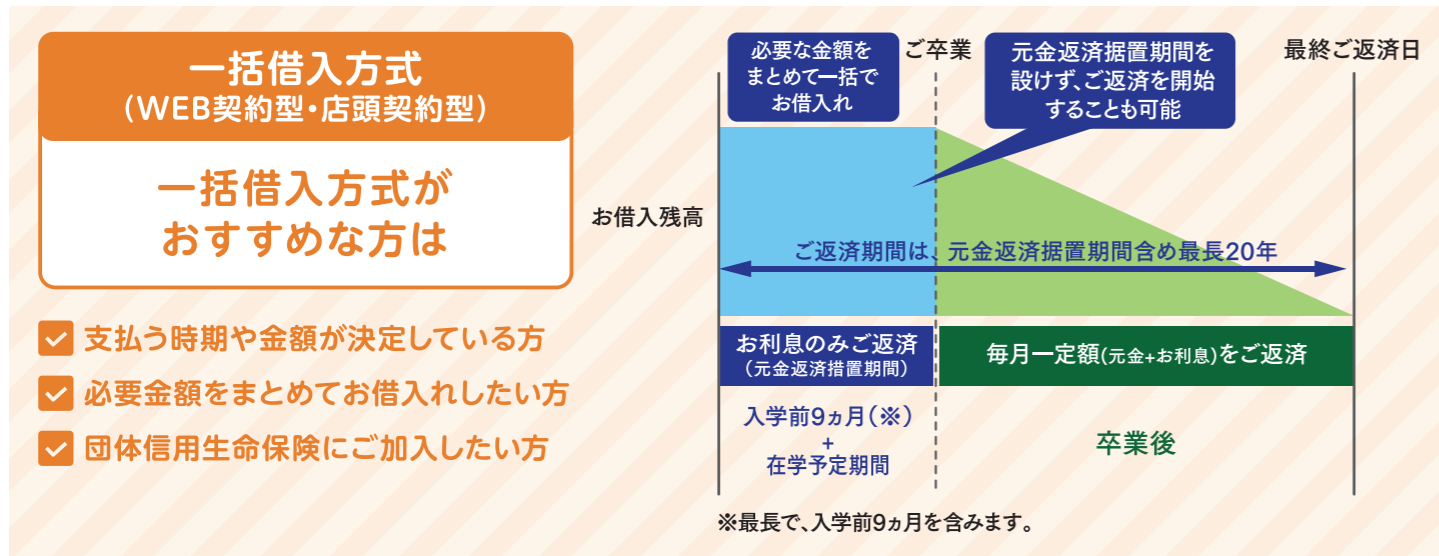 一括借入方式
（WEB契約型・店頭契約型）
一括借入方式が
おすすめな方は
支払う時期や金額が決定している方
必要金額をまとめてお借入れしたい方
団体信用生命保険にご加入したい方
必要な金額を
まとめて一括で
お借入れ
ご卒業
元金返済据置期間を
設けず、ご返済を開始
することも可能
最終ご返済日
お借入残高
ご返済期間は、元金返済据置期間含め最長20年
お利息のみご返済
（元金返済措置期間）
毎月一定額(元金+お利息)をご返済
入学前9ヵ月（※）
+
在学予定期間
卒業後
※最長で、入学前9ヵ月を含みます。